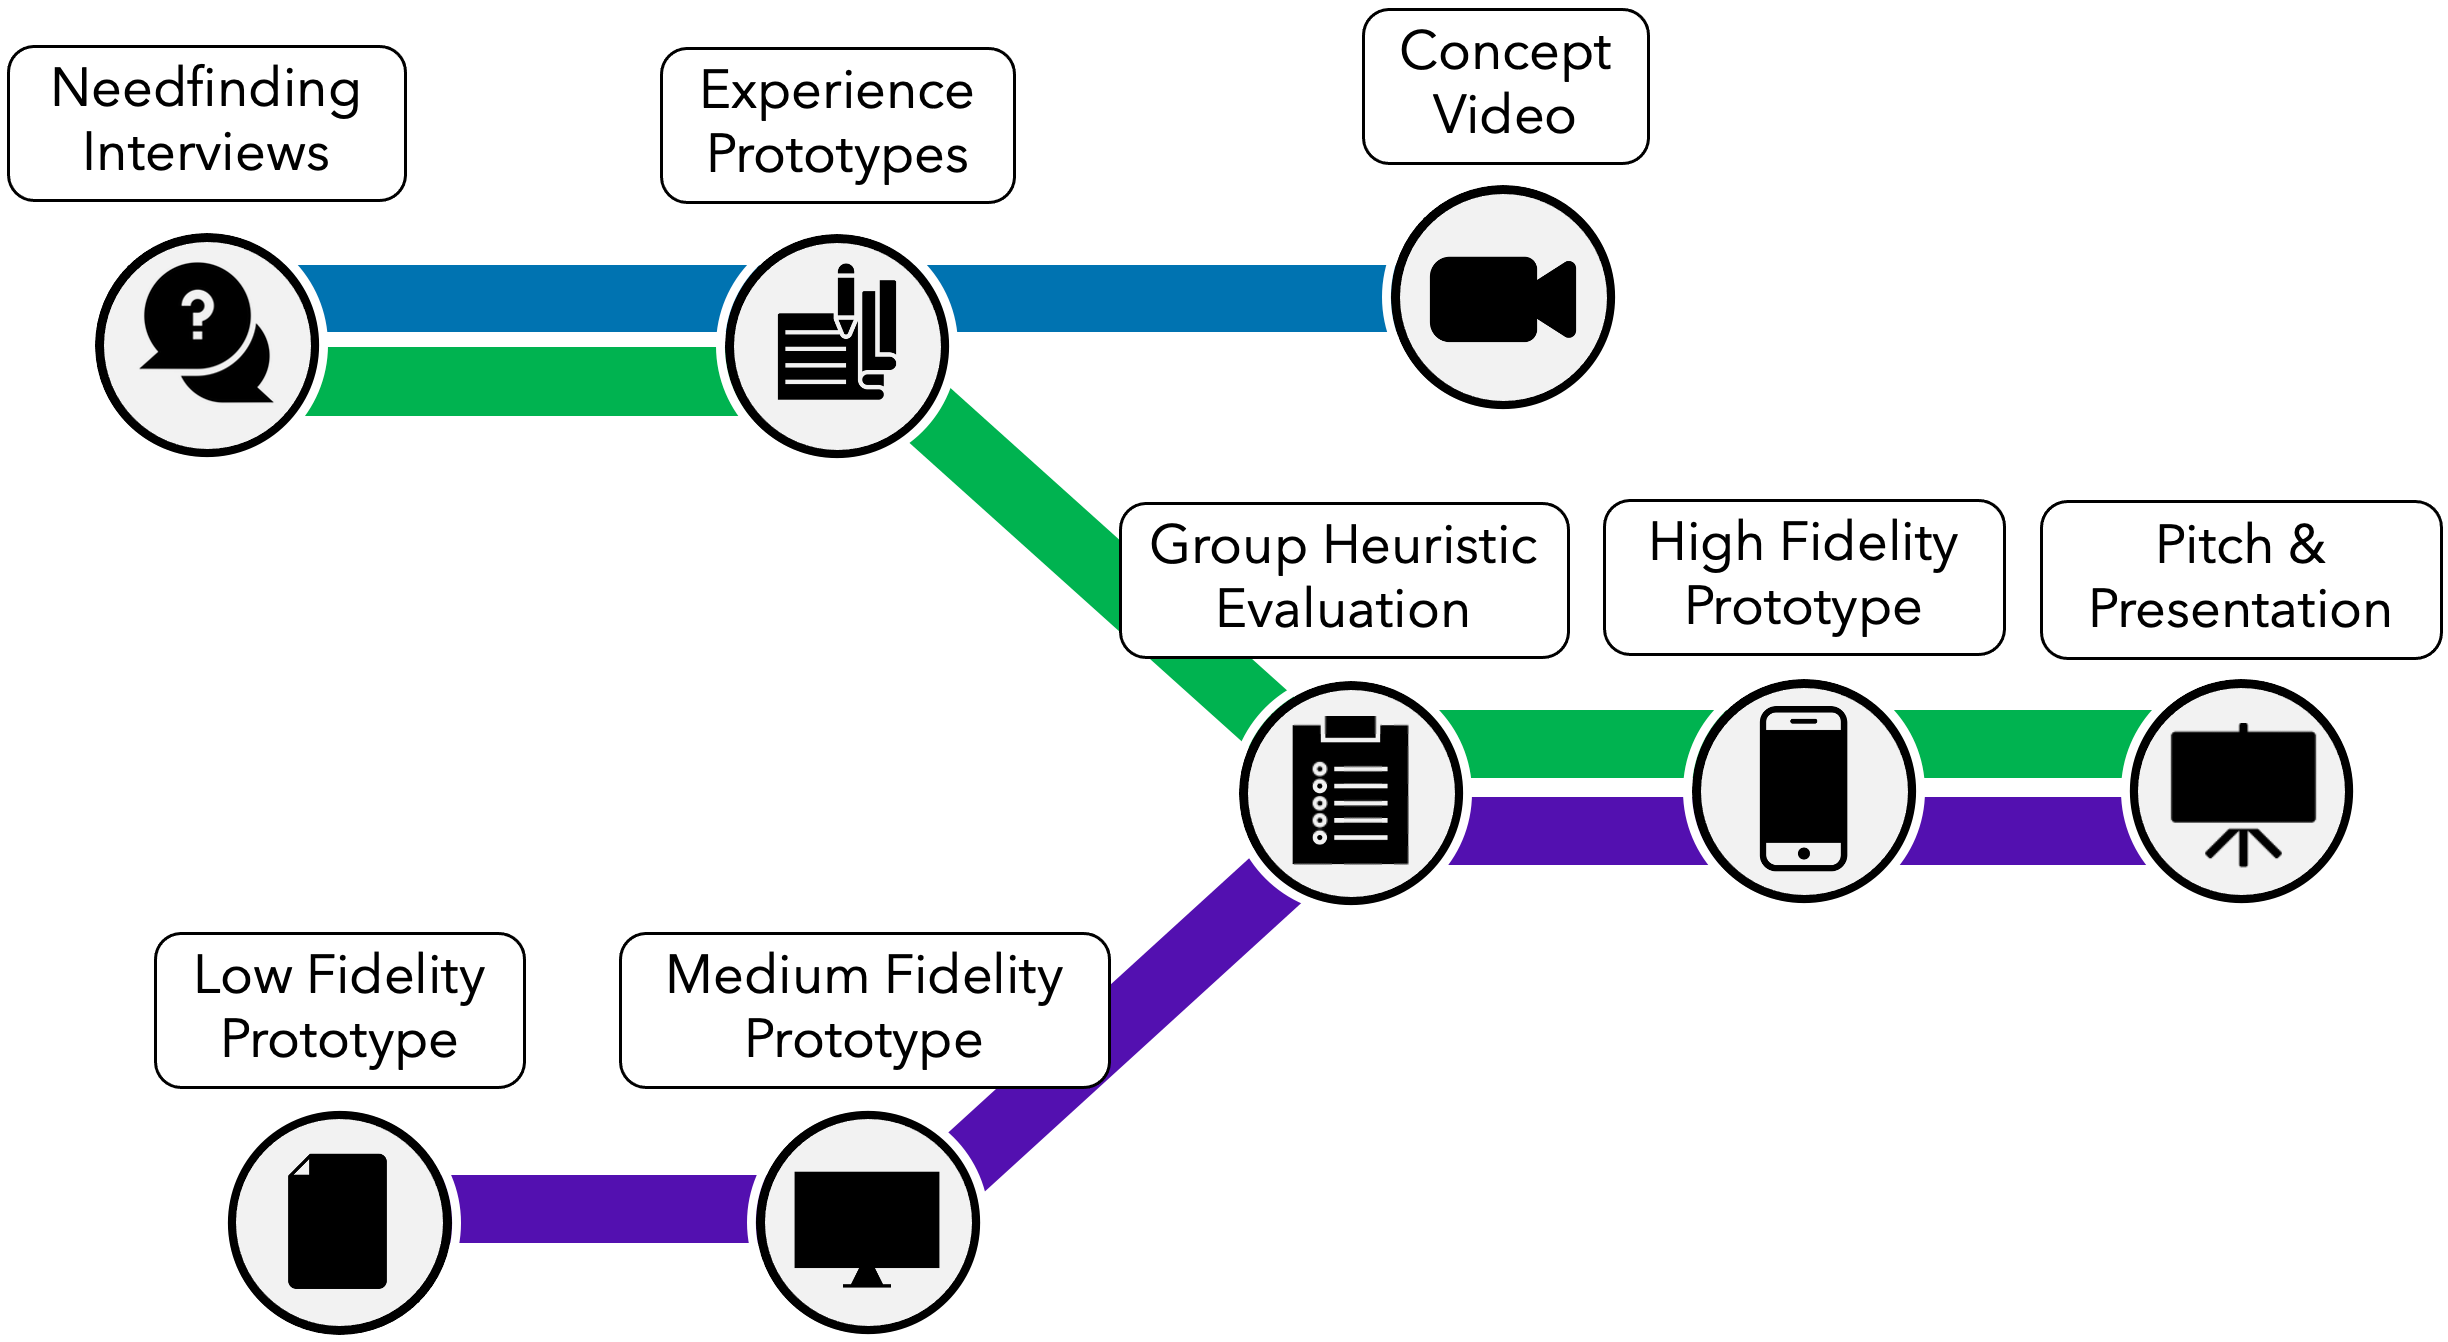 Needfinding
Interviews
Experience
Prototypes
Concept
Video
?
Group Heuristic
Evaluation
High Fidelity
Prototype
Pitch &
Presentation
Low Fidelity
Prototype
Medium Fidelity
Prototype